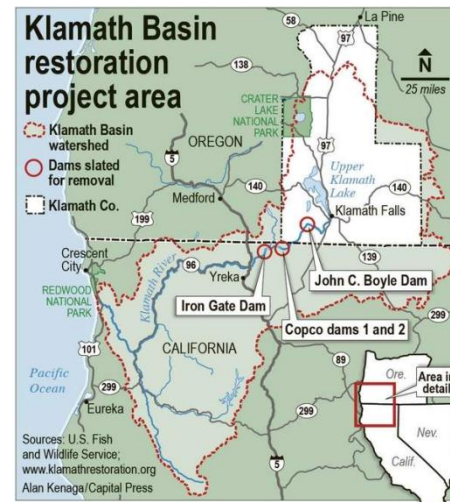 Klamath Basin
restoration
project area
Klamath Basin
watershed
Dams slated
for removal
Klamath Co.
La Pine
58
97
N
25 miles
138
CRATER
LAKE
NATIONAL
PARK
OREGON
5
97
Upper
Klamath
Lake
140
140
Medford
Klamath Falls
199
Crescent
City
96
Klamath River
Yreka
139
John C. Boyle Dam
REDWOOD
NATIONAL
PARK
Iron Gate Dam
Copco dams 1 and 2
299
101
CALIFORNIA
89
Pacific
Ocean
299
Eureka
299
Ore.
Area in
detail
Nev.
Calif.
5
Sources: U.S. Fish
and Wildlife Service;
www.klamathrestoration.org
Alan Kenaga/Capital Press